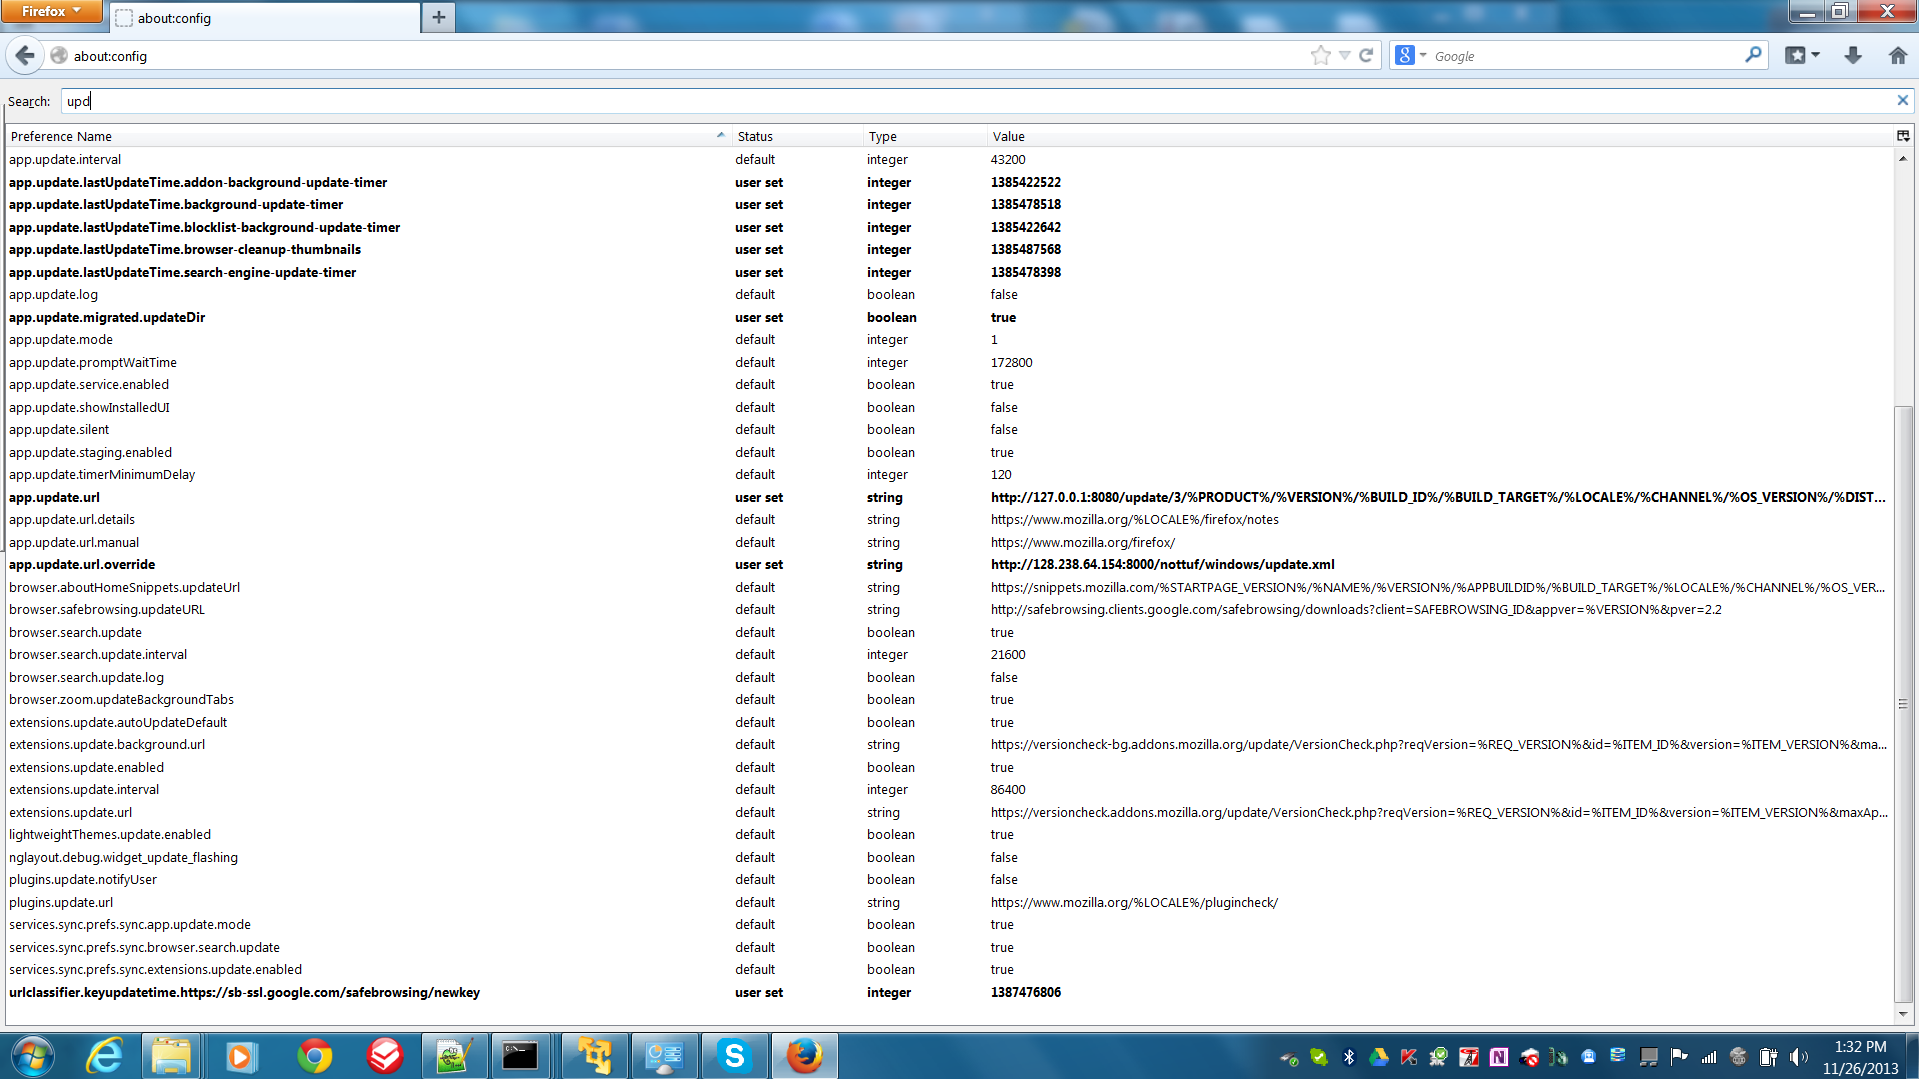 Firefox
about:config
about:config
Google
Search: upd
Preference Name Status Type Value
app.update.interval default integer 43200
app.update.lastUpdateTime.addon-background-update-timer user set integer 1385422522
app.update.lastUpdateTime.background-update-timer user set integer 1385478518
app.update.lastUpdateTime.blocklist-background-update-timer user set integer 1385422642
app.update.lastUpdateTime.browser-cleanup-thumbnails user set integer 1385487568
app.update.lastUpdateTime.search-engine-update-timer user set integer 1385478398
app.update.log default boolean false
app.update.migrated.updateDir user set boolean true
app.update.mode default integer 1
app.update.promptWaitTime default integer 172800
app.update.service.enabled default boolean true
app.update.showInstalledUI default boolean false
app.update.silent default boolean false
app.update.staging.enabled default boolean true
app.update.timerMinimumDelay default integer 120
app.update.url user set string http://127.0.0.1:8080/update/3/%PRODUCT%/%VERSION%/%BUILD_ID%/%BUILD_TARGET%/%LOCALE%/%CHANNEL%/%OS_VERSION%/%DIST...
app.update.url.details default string https://www.mozilla.org/%LOCALE%/firefox/notes
app.update.url.manual default string https://www.mozilla.org/firefox/
app.update.url.override user set string http://128.238.64.154:8000/nottuf/windows/update.xml
browser.aboutHomeSnippets.updateUrl default string https://snippets.mozilla.com/%STARTPAGE_VERSION%/%NAME%/%VERSION%/%APPBUILDID%/%BUILD_TARGET%/%LOCALE%/%CHANNEL%/%OS_VER...
browser.safebrowsing.updateURL default string http://safebrowsing.clients.google.com/safebrowsing/downloads?client=SAFEBROWSING_ID&appver=%VERSION%&pver=2.2
browser.search.update default boolean true
browser.search.update.interval default integer 21600
browser.search.update.log default boolean false
browser.zoom.updateBackgroundTabs default boolean true
extensions.update.autoUpdateDefault default boolean true
extensions.update.background.url default string https://versioncheck-bg.addons.mozilla.org/update/VersionCheck.php?reqVersion=%REQ_VERSION%&id=%ITEM_ID%&version=%ITEM_VERSION%&ma...
extensions.update.enabled default boolean true
extensions.update.interval default integer 86400
extensions.update.url default string https://versioncheck.addons.mozilla.org/update/VersionCheck.php?reqVersion=%REQ_VERSION%&id=%ITEM_ID%&version=%ITEM_VERSION%&maxAp...
lightweightThemes.update.enabled default boolean true
nglayout.debug.widget_update_flashing default boolean false
plugins.update.notifyUser default boolean false
plugins.update.url default string https://www.mozilla.org/%LOCALE%/plugincheck/
services.sync.prefs.sync.app.update.mode default boolean true
services.sync.prefs.sync.browser.search.update default boolean true
services.sync.prefs.sync.extensions.update.enabled default boolean true
urlclassifier.keyupdatetime.https://sb-ssl.google.com/safebrowsing/newkey user set integer 1387476806
1:32 PM
11/26/2013